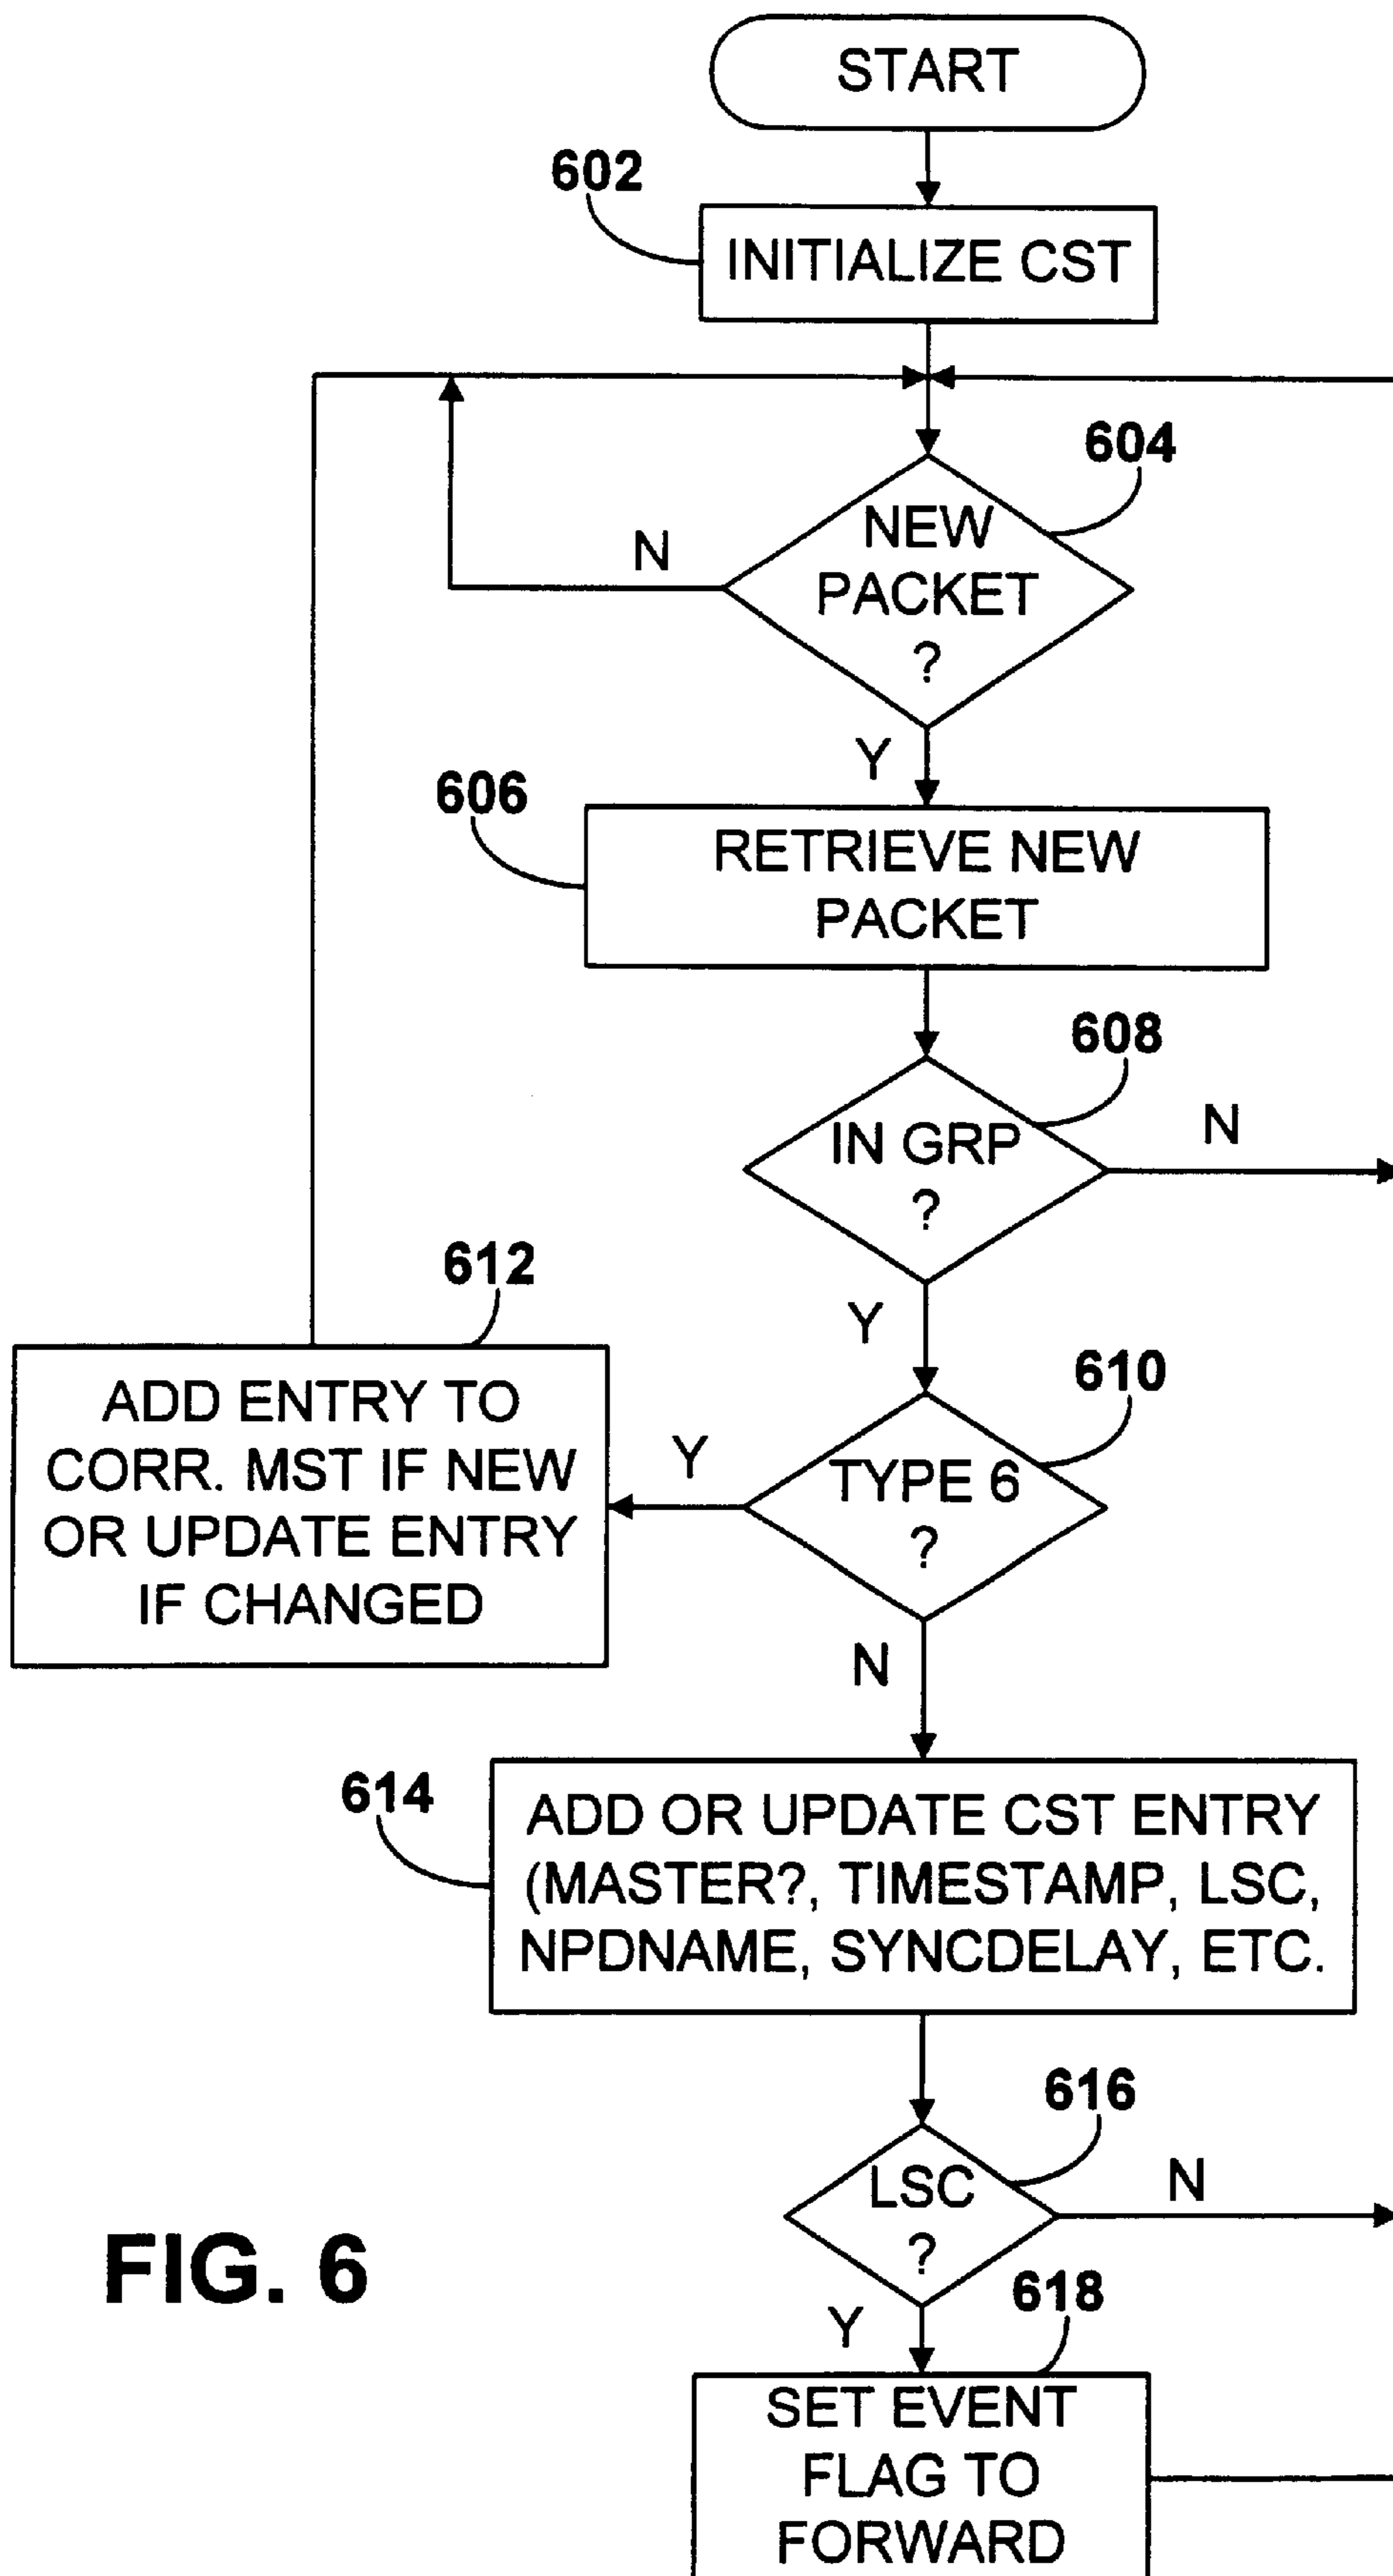 START
602
INITIALIZE CST
604
NEW
PACKET
?
N
Y
606
RETRIEVE NEW
PACKET
608
IN GRP
?
N
Y
612
ADD ENTRY TO
CORR. MST IF NEW
OR UPDATE ENTRY
IF CHANGED
610
TYPE 6
?
Y
N
614
ADD OR UPDATE CST ENTRY
(MASTER?, TIMESTAMP, LSC,
NPDNAME, SYNCDELAY, ETC.
616
LSC
?
N
Y
FIG. 6
618
SET EVENT
FLAG TO
FORWARD